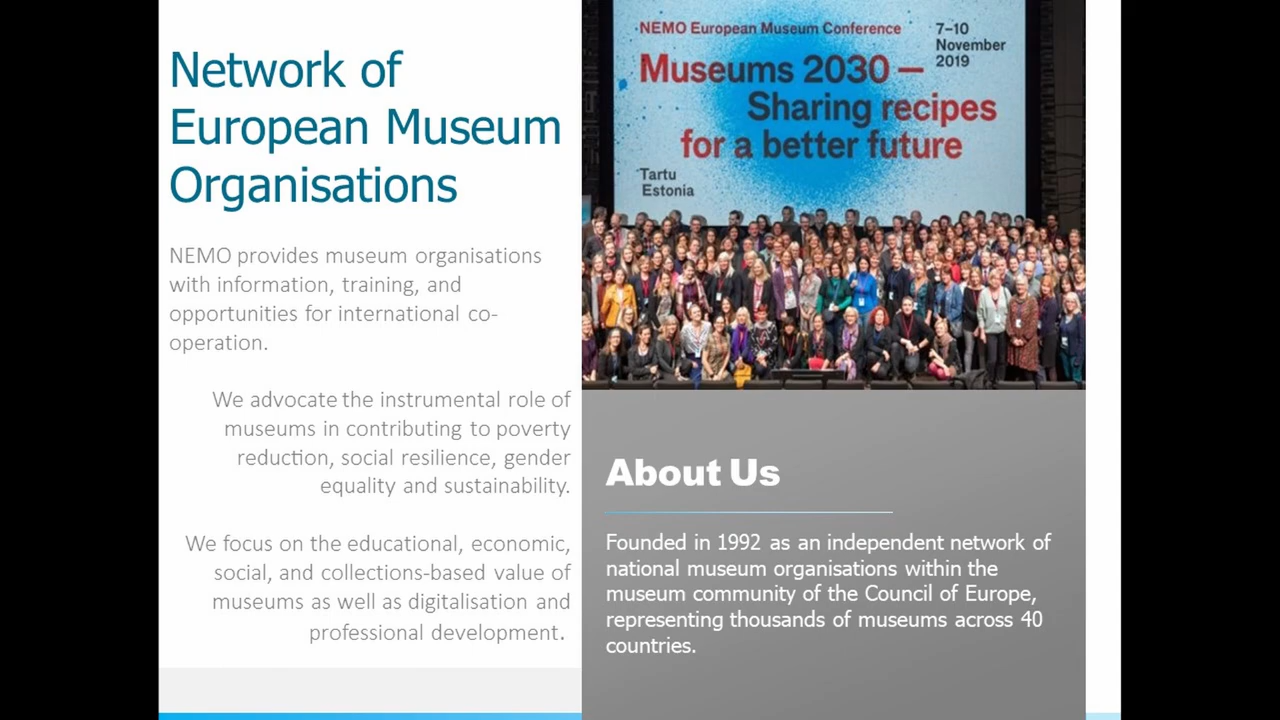 Network of
European Museum
Organisations
NEMO provides museum organisations
with information, training, and
opportunities for international co-
operation.
We advocate the instrumental role of
museums in contributing to poverty
reduction, social resilience, gender
equality and sustainability.
We focus on the educational, economic,
social, and collections-based value of
museums as well as digitalisation and
professional development.
NEMO European Museum Conference
7–10
November
2019
Museums 2030 —
Sharing recipes
for a better future
Tartu
Estonia
About Us
Founded in 1992 as an independent network of
national museum organisations within the
museum community of the Council of Europe,
representing thousands of museums across 40
countries.